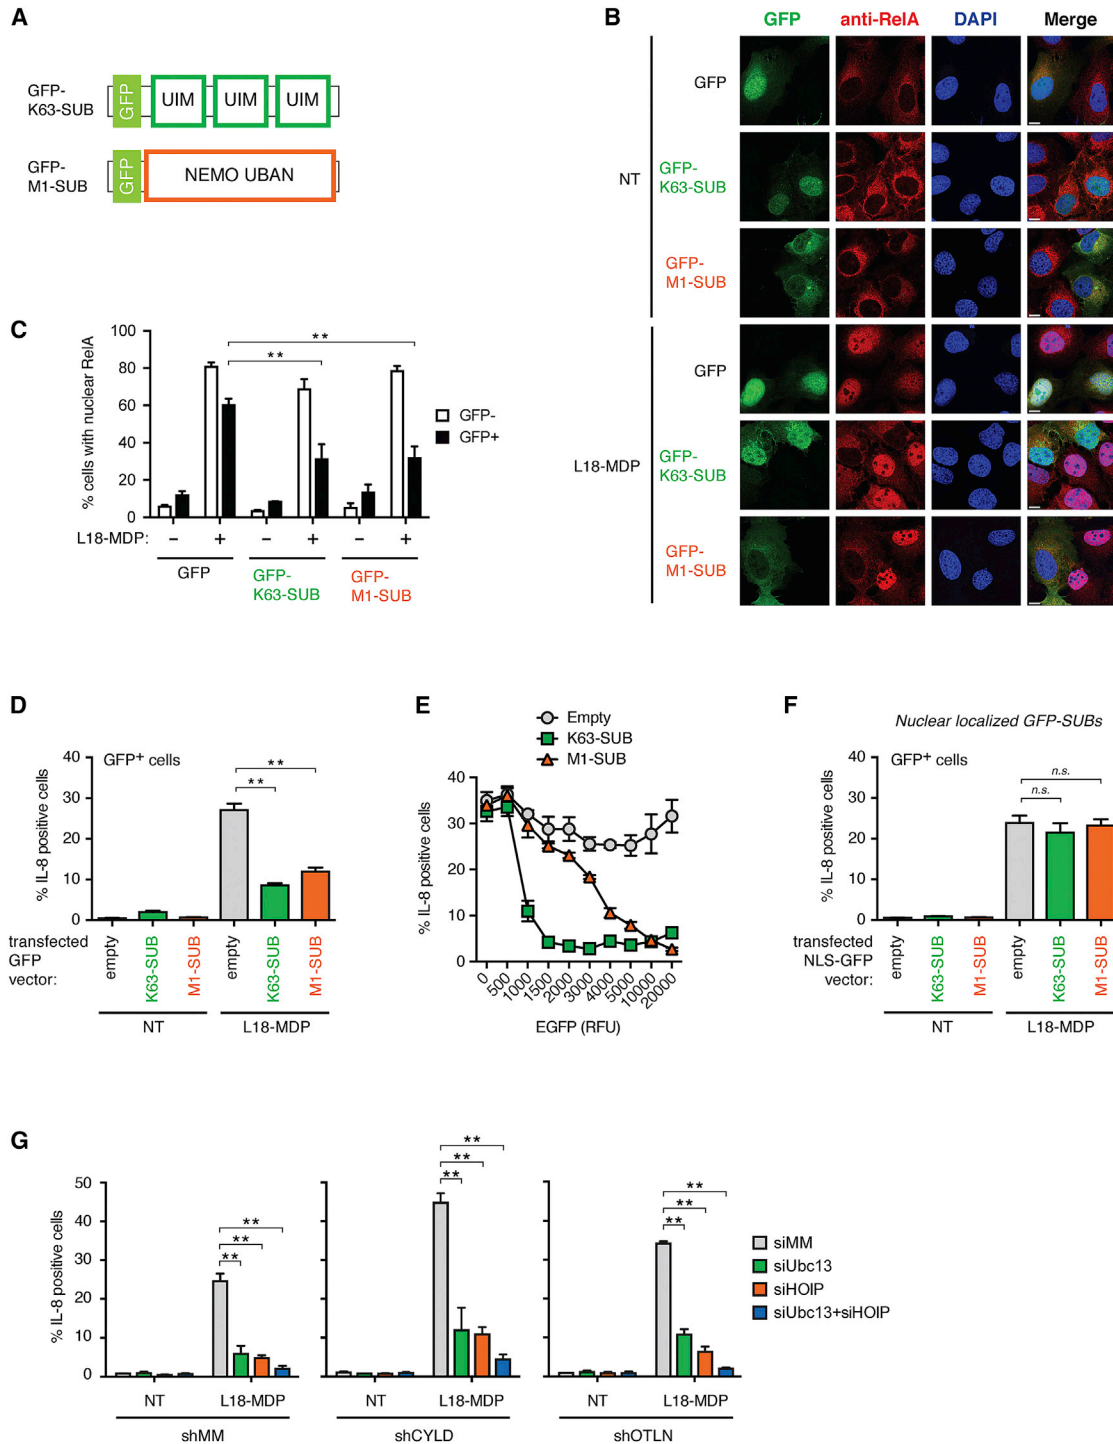 A
GFP-
K63-SUB
GFP
UIM
UIM
UIM
GFP-
M1-SUB
GFP
NEMO UBAN
B
GFP
anti-RelA
DAPI
Merge
NT
GFP
GFP-
K63-SUB
GFP-
M1-SUB
L18-MDP
GFP
GFP-
K63-SUB
GFP-
M1-SUB
C
% cells with nuclear RelA
100
80
60
40
20
0
**
**
GFP-
GFP+
L18-MDP:
– + – + – +
GFP
GFP-
K63-SUB
GFP-
M1-SUB
D
GFP+ cells
% IL-8 positive cells
40
30
20
10
0
**
**
transfected
GFP
vector:
empty
K63-SUB
M1-SUB
empty
K63-SUB
M1-SUB
NT
L18-MDP
E
Empty
K63-SUB
M1-SUB
% IL-8 positive cells
40
30
20
10
0
0
500
1000
1500
2000
3000
4000
5000
10000
20000
EGFP (RFU)
F
Nuclear localized GFP-SUBs
GFP+ cells
% IL-8 positive cells
40
30
20
10
0
n.s.
n.s.
transfected
NLS-GFP
vector:
empty
K63-SUB
M1-SUB
empty
K63-SUB
M1-SUB
NT
L18-MDP
G
% IL-8 positive cells
50
40
30
20
10
0
**
**
**
NT
L18-MDP
shMM
**
**
**
NT
L18-MDP
shCYLD
**
**
**
NT
L18-MDP
shOTLN
siMM
siUbc13
siHOIP
siUbc13+siHOIP